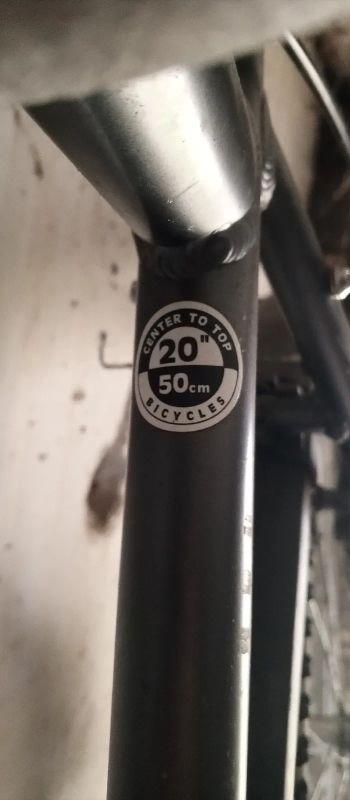 CENTER TO TOP
20"
50cm
BICYCLES